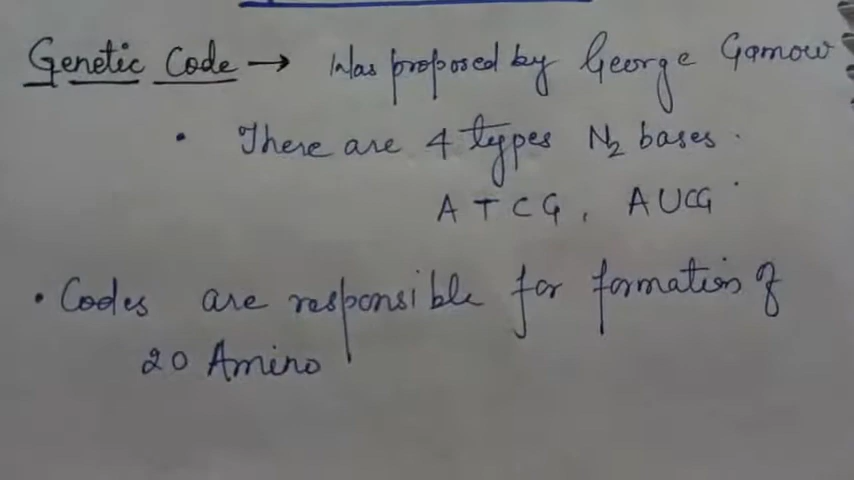 Genetic Code → Was proposed by George Gamow
• There are 4 types N₂ bases.
A T C G, A U C G
• Codes are responsible for formation of
20 Amino